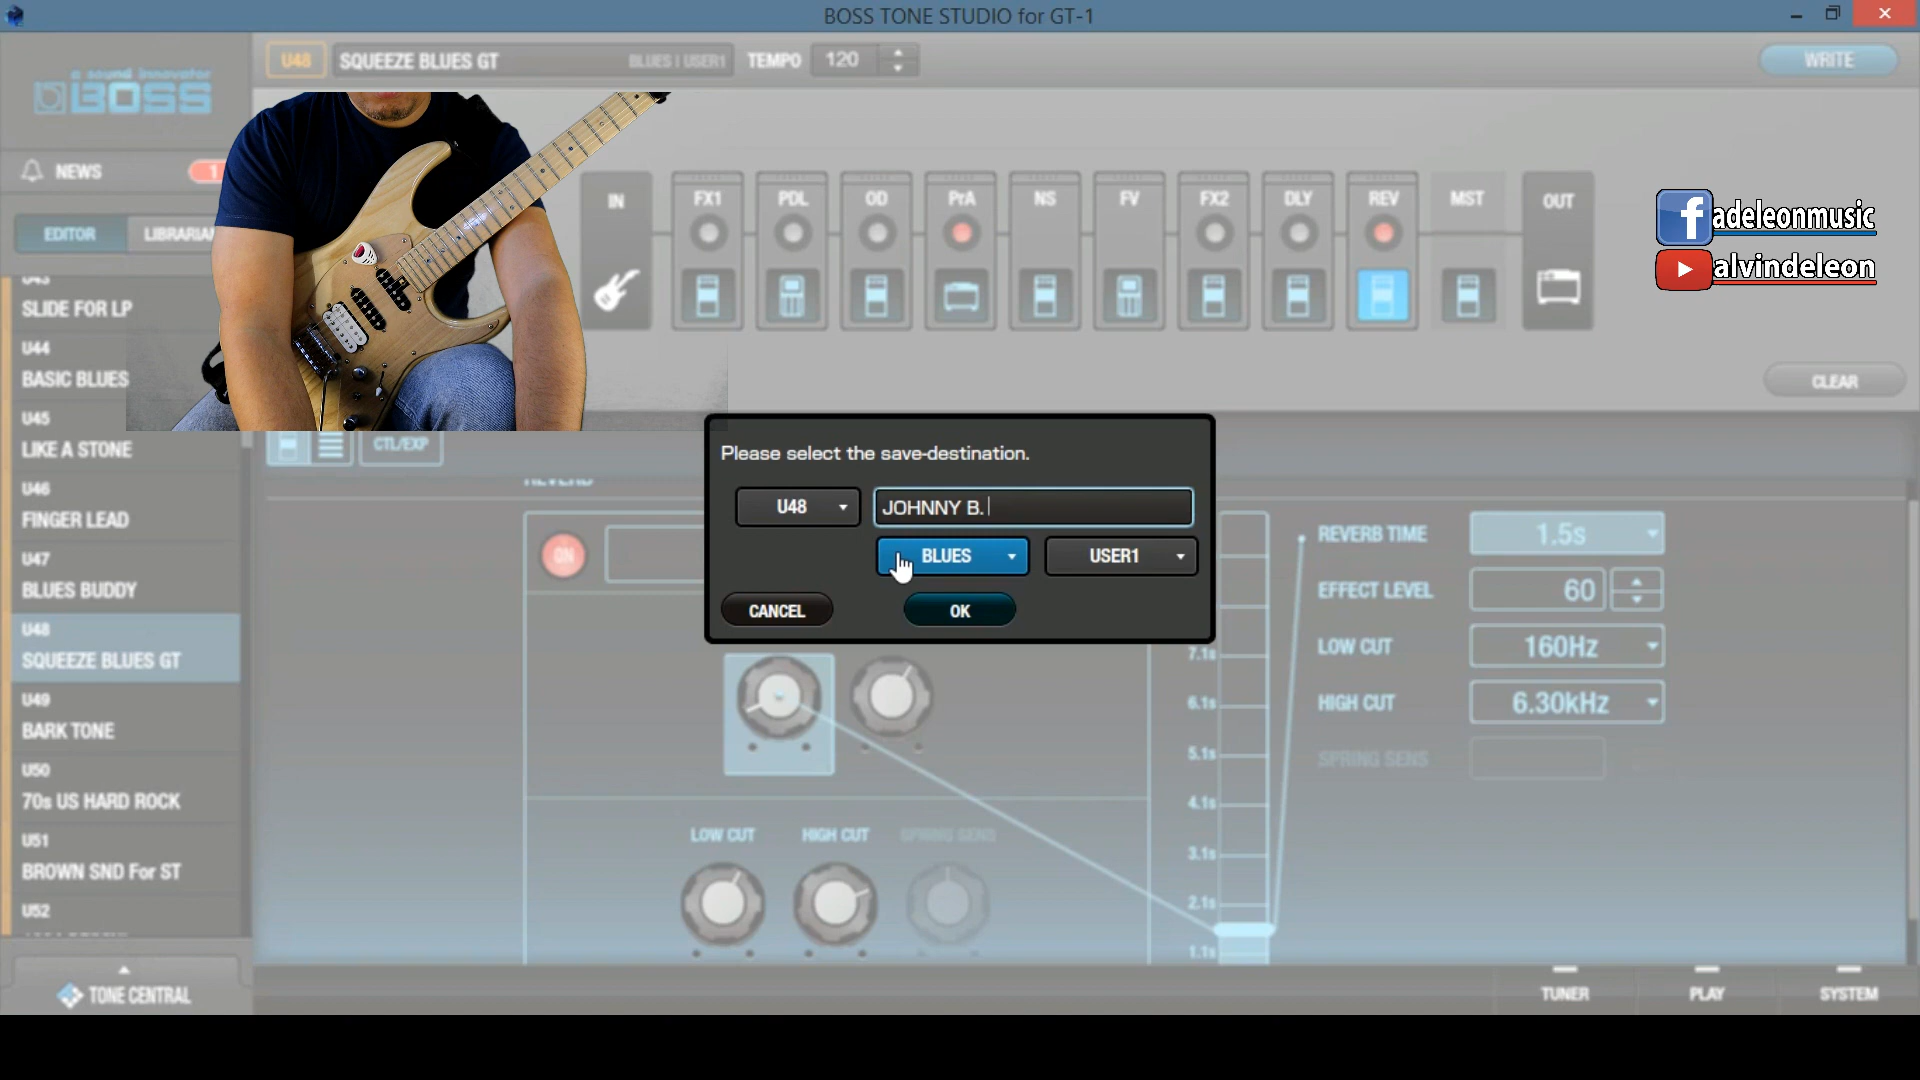 BOSS TONE STUDIO for GT-1
a sound innovator
BOSS
U48
SQUEEZE BLUES GT
BLUES | USER1
TEMPO
120
WRITE
NEWS
1
EDITOR
LIBRARIAN
IN
FX1
PDL
OD
PrA
NS
FV
FX2
DLY
REV
MST
OUT
adeleonmusic
alvindeleon
CLEAR
CTL/EXP
U43
SLIDE FOR LP
U44
BASIC BLUES
U45
LIKE A STONE
U46
FINGER LEAD
U47
BLUES BUDDY
U48
SQUEEZE BLUES GT
U49
BARK TONE
U50
70s US HARD ROCK
U51
BROWN SND For ST
U52
TONE CENTRAL
Please select the save-destination.
U48
JOHNNY B.
BLUES
USER1
CANCEL
OK
REVERB
ON
LOW CUT
HIGH CUT
SPRING SENS
7.1s
6.1s
5.1s
4.1s
3.1s
2.1s
1.1s
REVERB TIME
1.5s
EFFECT LEVEL
60
LOW CUT
160Hz
HIGH CUT
6.30kHz
SPRING SENS
TUNER
PLAY
SYSTEM